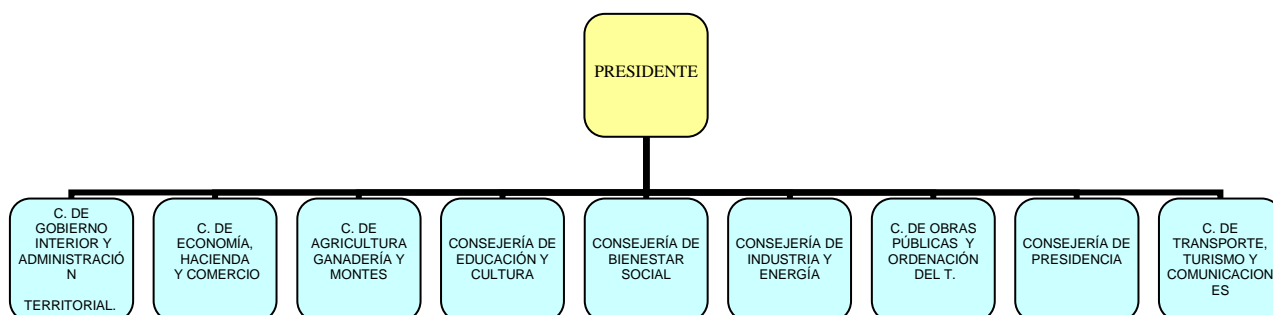 PRESIDENTE
C. DE
GOBIERNO
INTERIOR Y
ADMINISTRACIÓ
N
TERRITORIAL.
C. DE
ECONOMÍA,
HACIENDA
Y COMERCIO
C. DE
AGRICULTURA
GANADERÍA Y
MONTES
CONSEJERÍA DE
EDUCACIÓN Y
CULTURA
CONSEJERÍA DE
BIENESTAR
SOCIAL
CONSEJERÍA DE
INDUSTRIA Y
ENERGÍA
C. DE OBRAS
PÚBLICAS Y
ORDENACIÓN
DEL T.
CONSEJERÍA DE
PRESIDENCIA
C. DE
TRANSPORTE,
TURISMO Y
COMUNICACION
ES